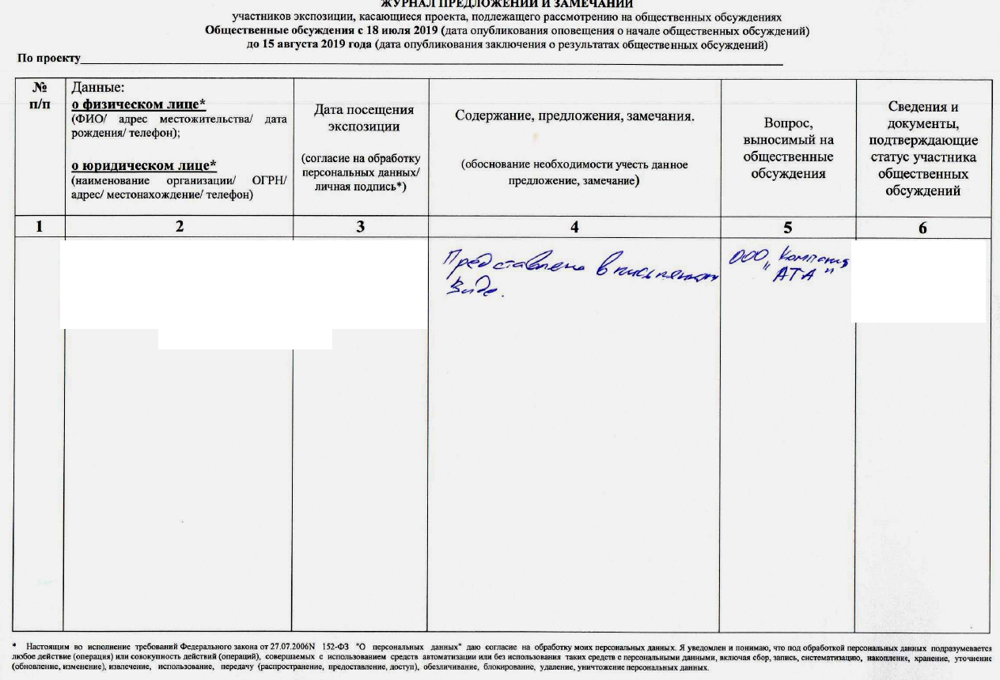 ЖУРНАЛ ПРЕДЛОЖЕНИЙ И ЗАМЕЧАНИЙ
участников экспозиции, касающиеся проекта, подлежащего рассмотрению на общественных обсуждениях
Общественные обсуждения с 18 июля 2019 (дата опубликования оповещения о начале общественных обсуждений)
до 15 августа 2019 года (дата опубликования заключения о результатах общественных обсуждений)
По проекту
№
п/п
Данные:
о физическом лице*
(ФИО/ адрес местожительства/ дата
рождения/ телефон);
о юридическом лице*
(наименование организации/ ОГРН/
адрес/ местонахождение/ телефон)
Дата посещения
экспозиции
(согласие на обработку
персональных данных/
личная подпись*)
Содержание, предложения, замечания.
(обоснование необходимости учесть данное
предложение, замечание)
Вопрос,
выносимый на
общественные
обсуждения
Сведения и
документы,
подтверждающие
статус участника
общественных
обсуждений
1 2 3 4 5 6
Представлено в письменном
виде.
ООО „Компания
АТА"
* Настоящим во исполнение требований Федерального закона от 27.07.2006N 152-ФЗ "О персональных данных" даю согласие на обработку моих персональных данных. Я уведомлен и понимаю, что под обработкой персональных данных подразумевается
любое действие (операция) или совокупность действий (операций), совершаемых с использованием средств автоматизации или без использования таких средств с персональными данными, включая сбор, запись, систематизацию, накопление, хранение, уточнение
(обновление, изменение), извлечение, использование, передачу (распространение, предоставление, доступ), обезличивание, блокирование, удаление, уничтожение персональных данных.